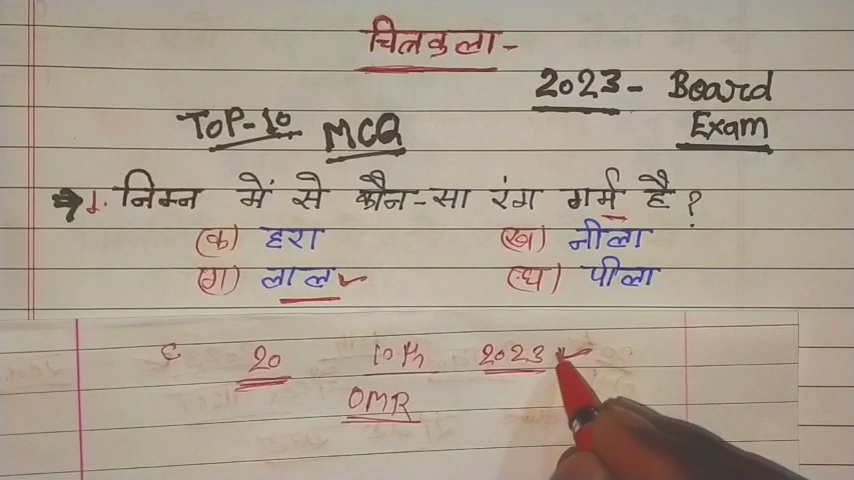 चित्रकला-
2023- Board
Exam
TOP-10 MCQ
1. निम्न में से कौन-सा रंग गर्म है ?
(क) हरा (ख) नीला
(ग) लाल (घ) पीला
20 10th 2023
OMR